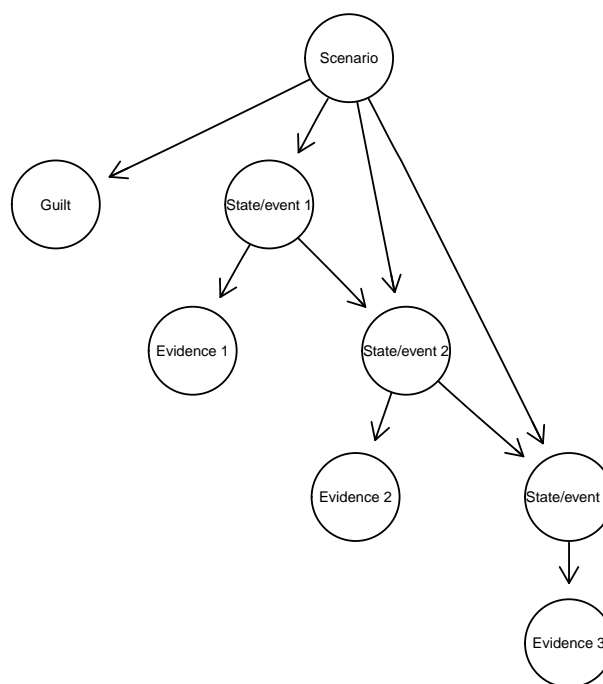 Scenario
Guilt
State/event 1
Evidence 1
State/event 2
Evidence 2
State/event
Evidence 3